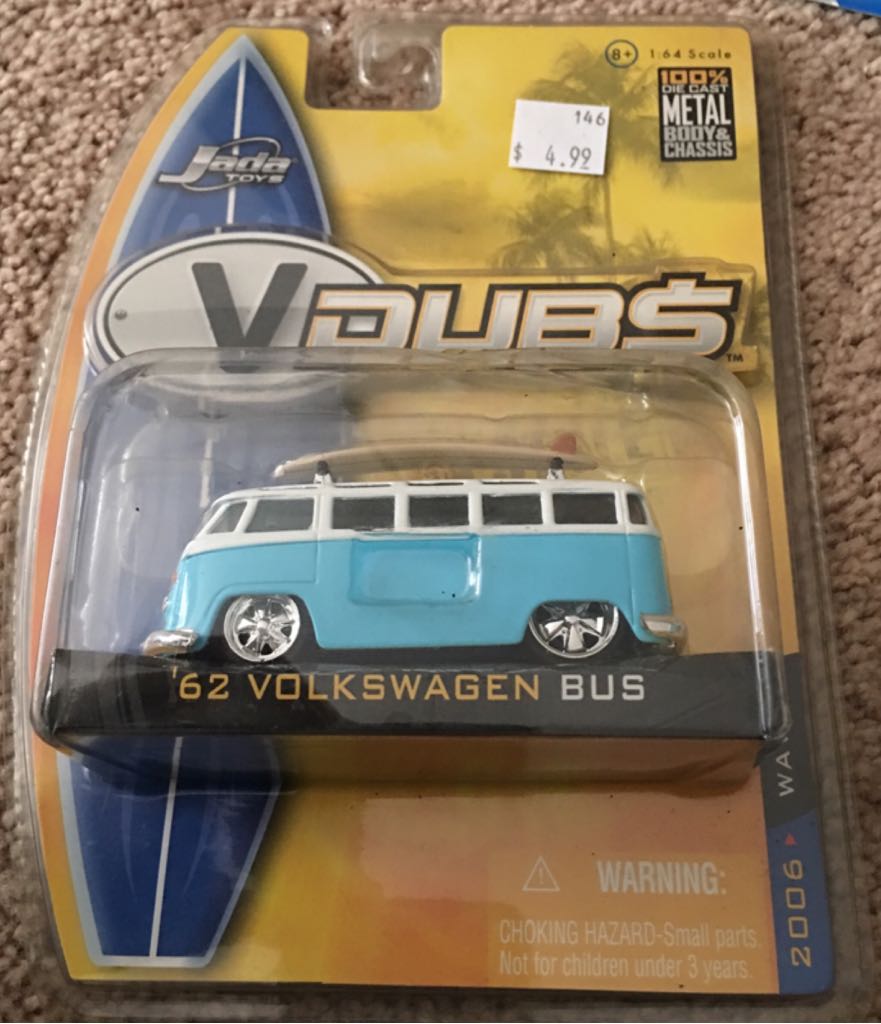 8+ 1:64 Scale
100%
DIE CAST
METAL
BODY&
CHASSIS
146
$ 4.99
Jada
TOYS
V DUB$ ™
'62 VOLKSWAGEN BUS
2006
WARNING:
CHOKING HAZARD-Small parts.
Not for children under 3 years.